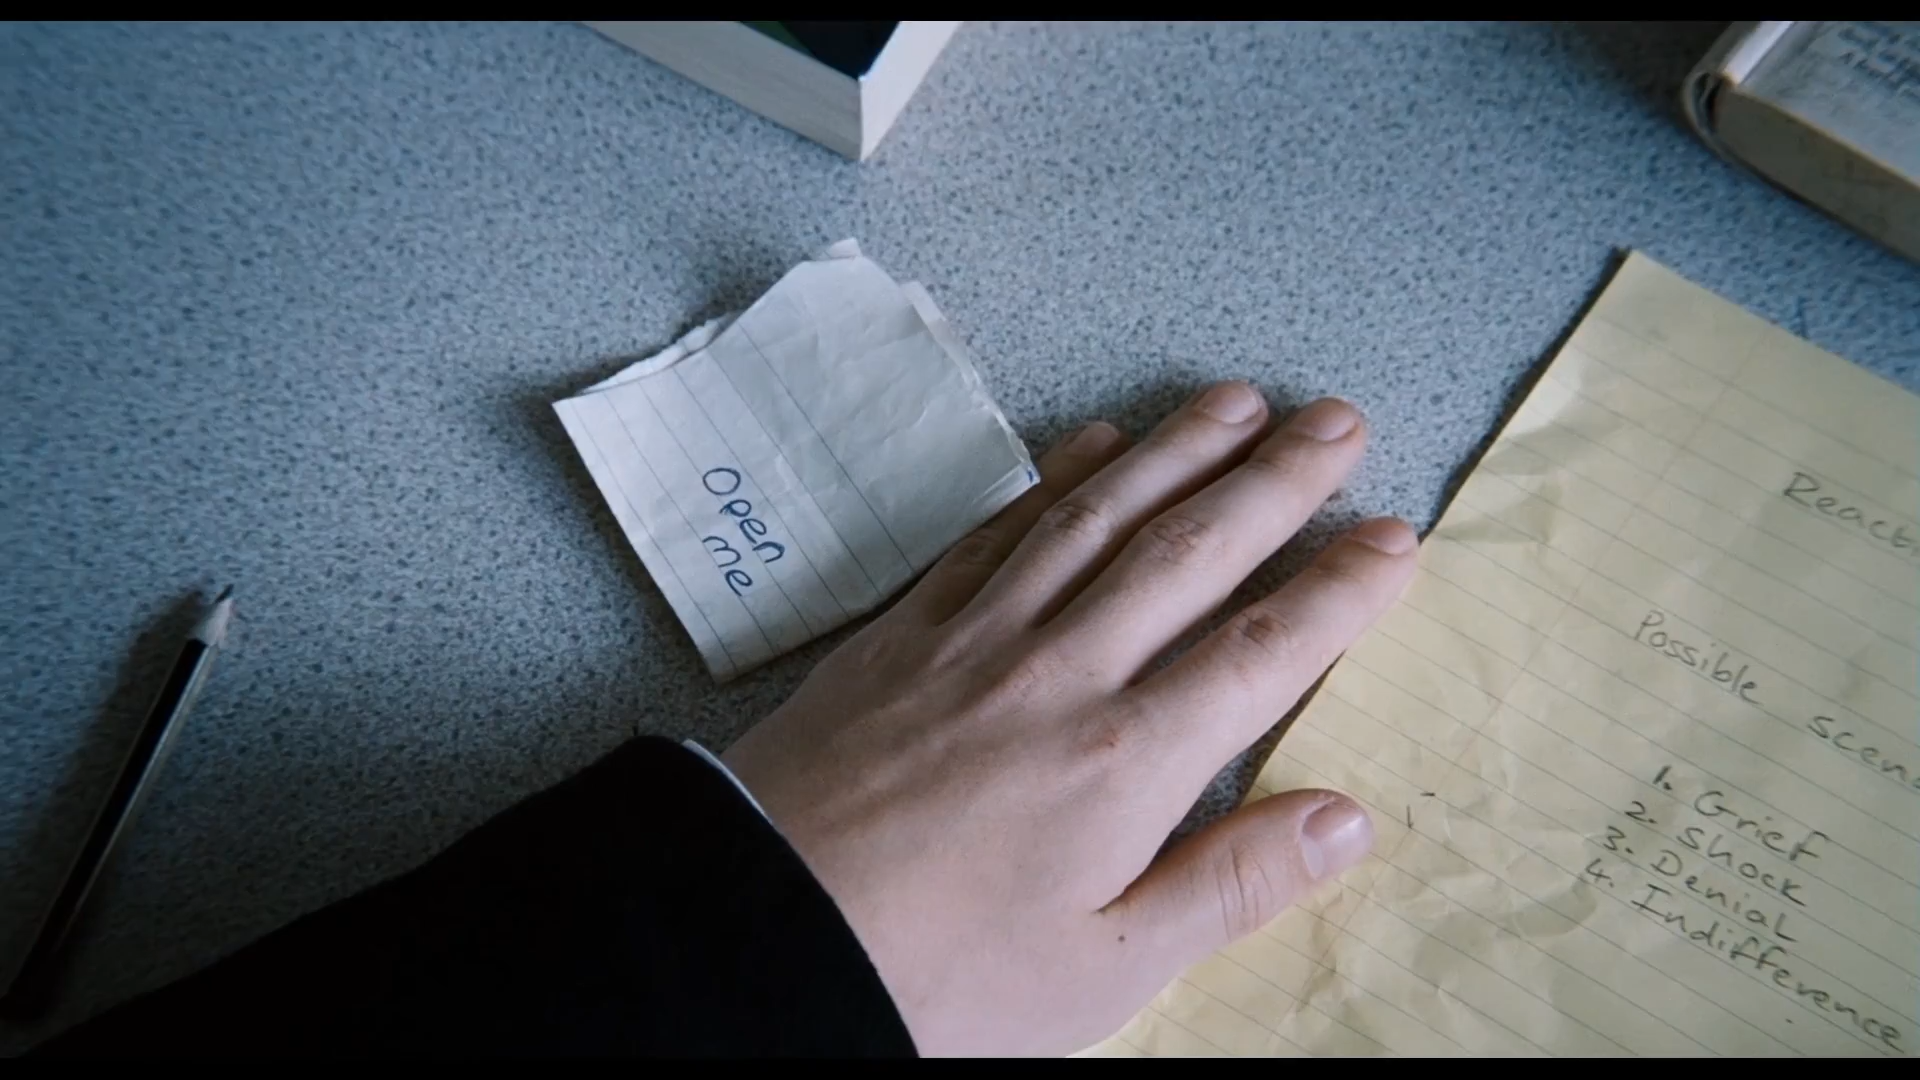 Open
me
Possible
1. Grief
2. Shock
3. Denial
4. Indifference